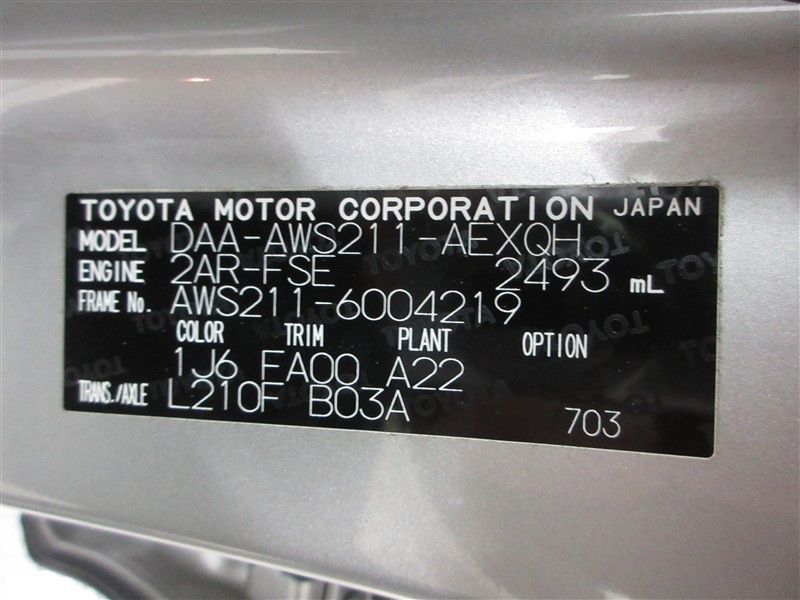 TOYOTA MOTOR CORPORATION JAPAN
MODEL DAA-AWS211-AEXQH
ENGINE 2AR-FSE 2493 mL
FRAME No. AWS211-6004219
COLOR TRIM PLANT OPTION
1J6 FA00 A22
TRANS./AXLE L210F B03A
703